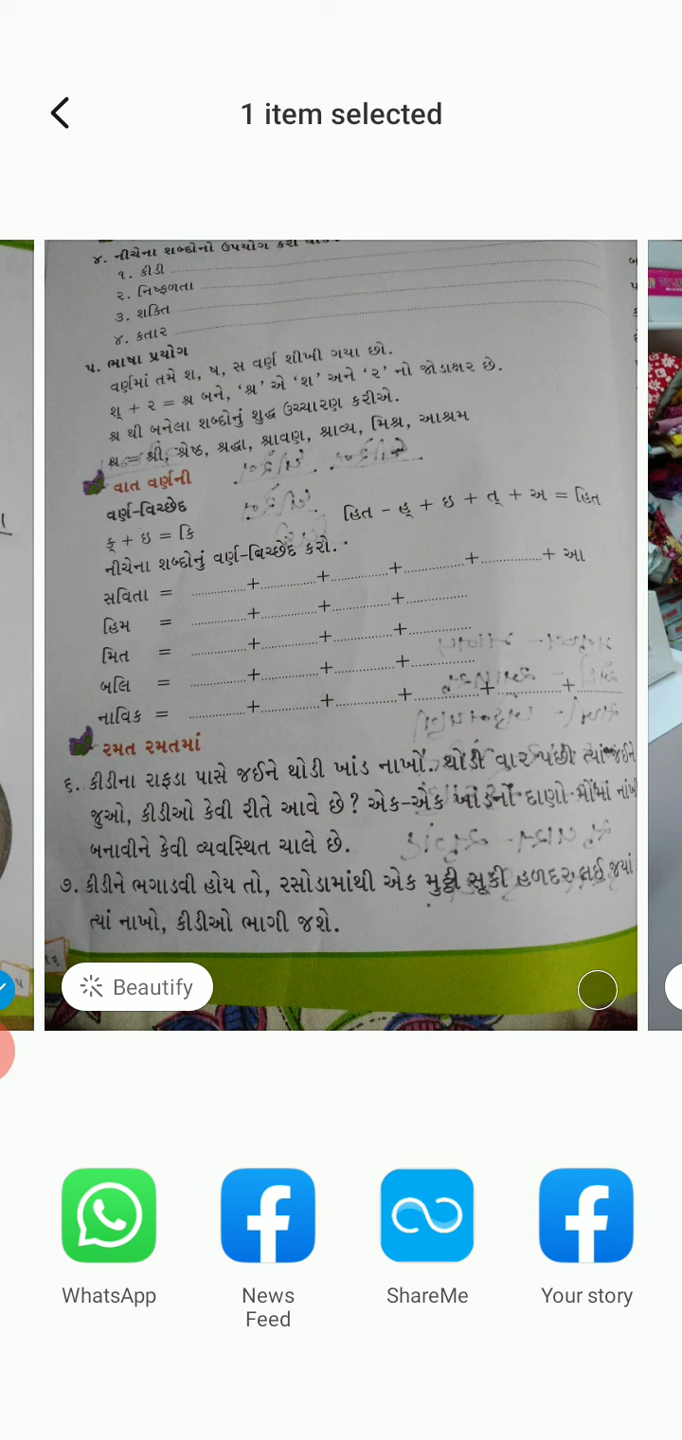 1 item selected
૪. નીચેના શબ્દોનો ઉપયોગ કરી
૧. કીડી
૨. નિષ્ફળતા
૩. શક્તિ
૪. કતાર
૫. ભાષા પ્રયોગ
વર્ણમાં તમે શ, ષ, સ વર્ણ શીખી ગયા છો.
શ્ + ર = શ્ર બને, ‘શ્ર’ એ ‘શ’ અને ‘ર’ નો જોડાક્ષર છે.
શ્ર થી બનેલા શબ્દોનું શુદ્ધ ઉચ્ચારણ કરીએ.
શ્ર = શ્રી, શ્રેષ્ઠ, શ્રદ્ધા, શ્રાવણ, શ્રાવ્ય, મિશ્ર, આશ્રમ
વાત વર્ણની
વર્ણ-વિચ્છેદ
ક્ + ઇ = કિ હિત - હ્ + ઇ + ત્ + અ = હિત
નીચેના શબ્દોનું વર્ણ-વિચ્છેદ કરો.
સવિતા = ............+............+............+............+............+ આ
હિમ = ............+............+............+............
મિત = ............+............+............+............
બલિ = ............+............+............+............
નાવિક = ............+............+............+............+............+............
રમત રમતમાં
૬. કીડીના રાફડા પાસે જઈને થોડી ખાંડ નાખો. થોડી વાર પછી ત્યાં જઈને
જુઓ, કીડીઓ કેવી રીતે આવે છે? એક-એક ખાંડનો દાણો મોંમાં
બનાવીને કેવી વ્યવસ્થિત ચાલે છે.
૭. કીડીને ભગાડવી હોય તો, રસોડામાંથી એક મુઠ્ઠી સૂકી હળદર લઈ જ્યાં
ત્યાં નાખો, કીડીઓ ભાગી જશે.
Beautify
WhatsApp
News Feed
ShareMe
Your story